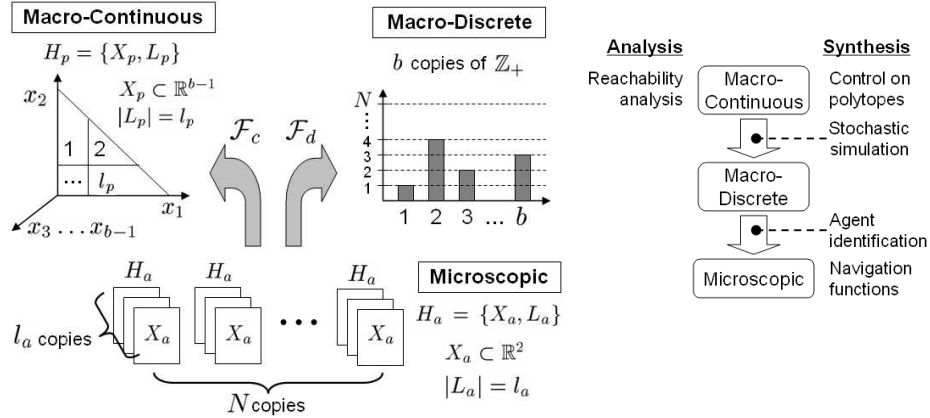 Macro-Continuous
H_p = {X_p, L_p}
X_p ⊂ ℝ^{b−1}
|L_p| = l_p
x_2
1 2
... l_p
x_1
x_3 … x_{b−1}
F_c F_d
Macro-Discrete
b copies of ℤ_+
N
⋮
4
3
2
1
1 2 3 ... b
H_a H_a H_a
X_a X_a ••• X_a
l_a copies
N copies
Microscopic
H_a = {X_a, L_a}
X_a ⊂ ℝ^2
|L_a| = l_a
Analysis Synthesis
Reachability
analysis
Macro-
Continuous
Control on
polytopes
Stochastic
simulation
Macro-
Discrete
Agent
identification
Microscopic
Navigation
functions